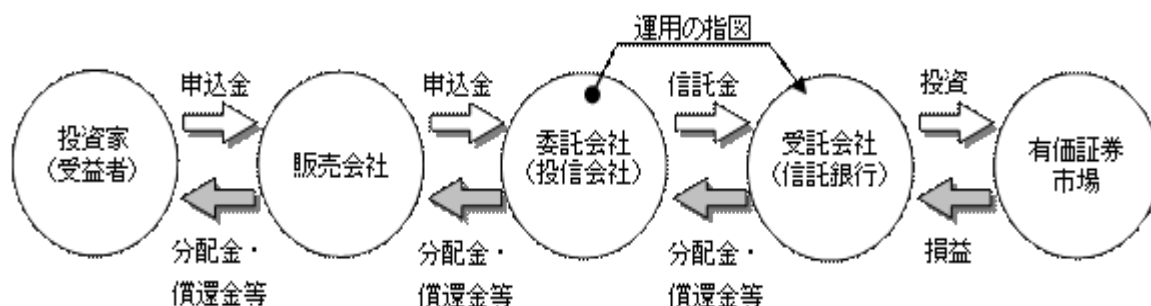 運用の指図
申込金
申込金
信託金
投資
投資家
(受益者)
販売会社
委託会社
(投信会社)
受託会社
(信託銀行)
有価証券
市場
分配金・
償還金等
分配金・
償還金等
分配金・
償還金等
損益